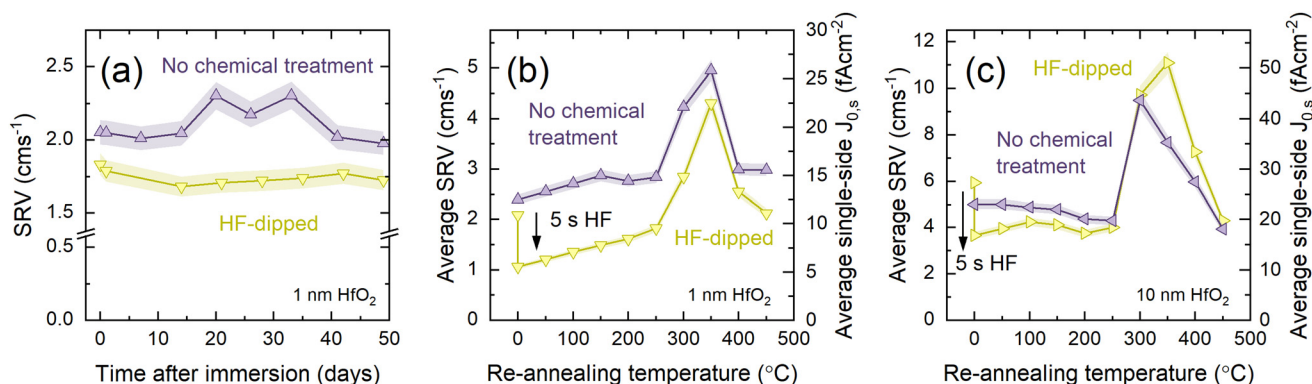 (a)
No chemical treatment
HF-dipped
1 nm HfO₂
SRV (cms⁻¹)
2.5
2.0
1.5
0.5
0.0
0 10 20 30 40 50
Time after immersion (days)
(b)
No chemical
treatment
5 s HF
HF-dipped
1 nm HfO₂
Average SRV (cms⁻¹)
6
5
4
3
2
1
0
Average single-side J₀,ₛ (fAcm⁻²)
30
25
20
15
10
5
0
0 100 200 300 400 500
Re-annealing temperature (°C)
(c)
HF-dipped
No chemical
treatment
5 s HF
10 nm HfO₂
Average SRV (cms⁻¹)
12
10
8
6
4
2
0
Average single-side J₀,ₛ (fAcm⁻²)
50
40
30
20
10
0
0 100 200 300 400 500
Re-annealing temperature (°C)